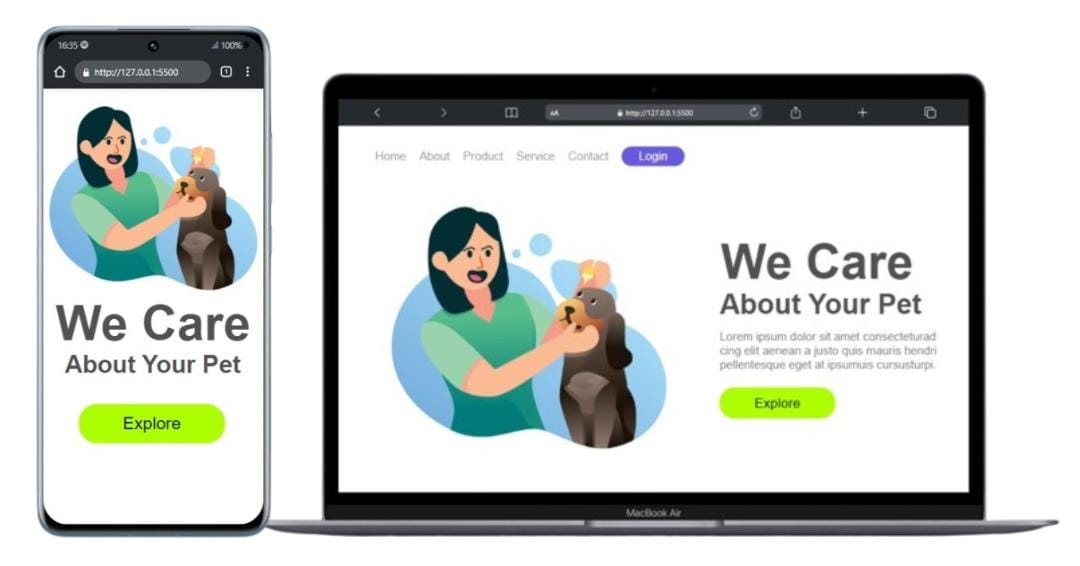 16:35
100%
http://127.0.0.1:5500
1
We Care
About Your Pet
Explore
AA
http://127.0.0.1:5500
Home About Product Service Contact Login
We Care
About Your Pet
Lorem ipsum dolor sit amet consecteturad
cing elit aenean a justo quis mauris hendri
pellentesque eget at ipsumuis cursusturpi.
Explore
MacBook Air